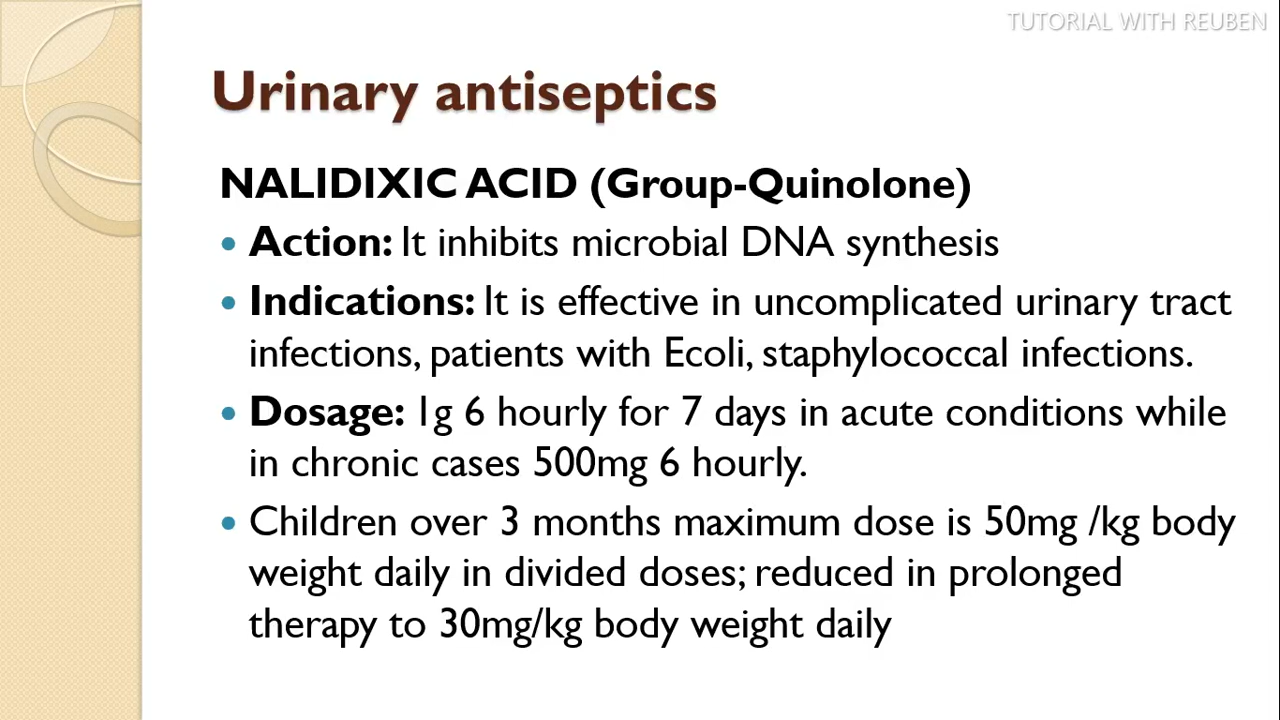 TUTORIAL WITH REUBEN
Urinary antiseptics
NALIDIXIC ACID (Group-Quinolone)
• Action: It inhibits microbial DNA synthesis
• Indications: It is effective in uncomplicated urinary tract
infections, patients with Ecoli, staphylococcal infections.
• Dosage: 1g 6 hourly for 7 days in acute conditions while
in chronic cases 500mg 6 hourly.
• Children over 3 months maximum dose is 50mg /kg body
weight daily in divided doses; reduced in prolonged
therapy to 30mg/kg body weight daily